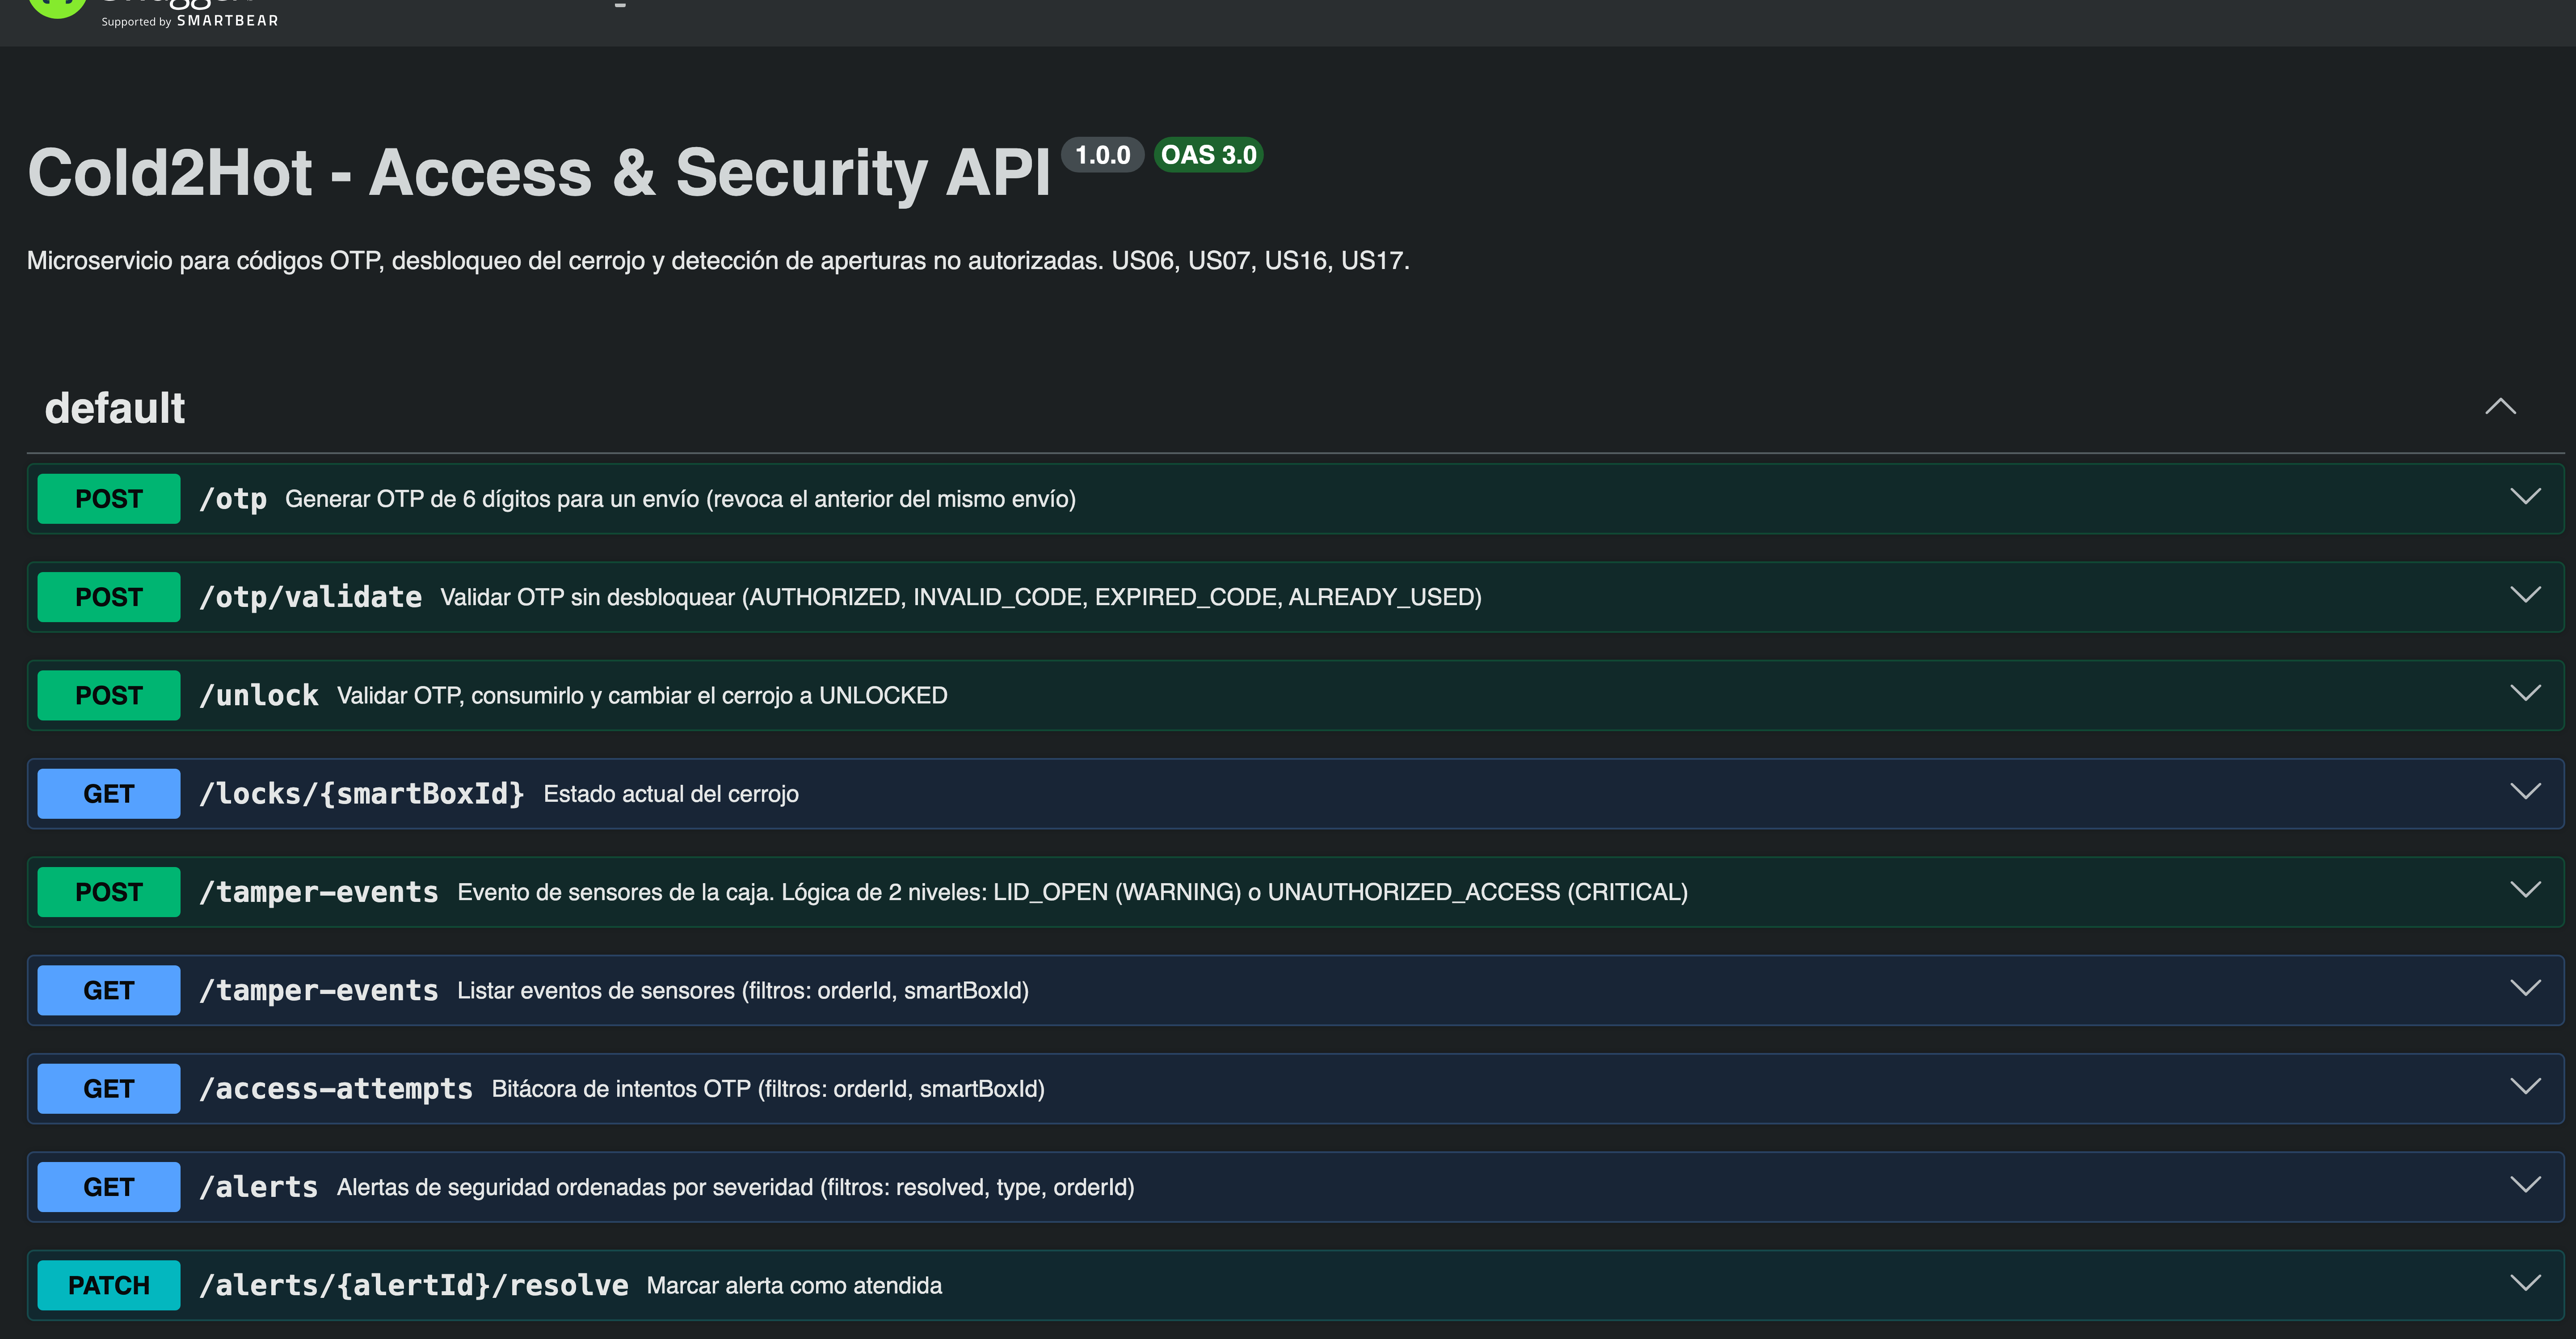 Supported by SMARTBEAR
Cold2Hot - Access & Security API 1.0.0 OAS 3.0
Microservicio para códigos OTP, desbloqueo del cerrojo y detección de aperturas no autorizadas. US06, US07, US16, US17.
default
POST /otp Generar OTP de 6 dígitos para un envío (revoca el anterior del mismo envío)
POST /otp/validate Validar OTP sin desbloquear (AUTHORIZED, INVALID_CODE, EXPIRED_CODE, ALREADY_USED)
POST /unlock Validar OTP, consumirlo y cambiar el cerrojo a UNLOCKED
GET /locks/{smartBoxId} Estado actual del cerrojo
POST /tamper-events Evento de sensores de la caja. Lógica de 2 niveles: LID_OPEN (WARNING) o UNAUTHORIZED_ACCESS (CRITICAL)
GET /tamper-events Listar eventos de sensores (filtros: orderId, smartBoxId)
GET /access-attempts Bitácora de intentos OTP (filtros: orderId, smartBoxId)
GET /alerts Alertas de seguridad ordenadas por severidad (filtros: resolved, type, orderId)
PATCH /alerts/{alertId}/resolve Marcar alerta como atendida